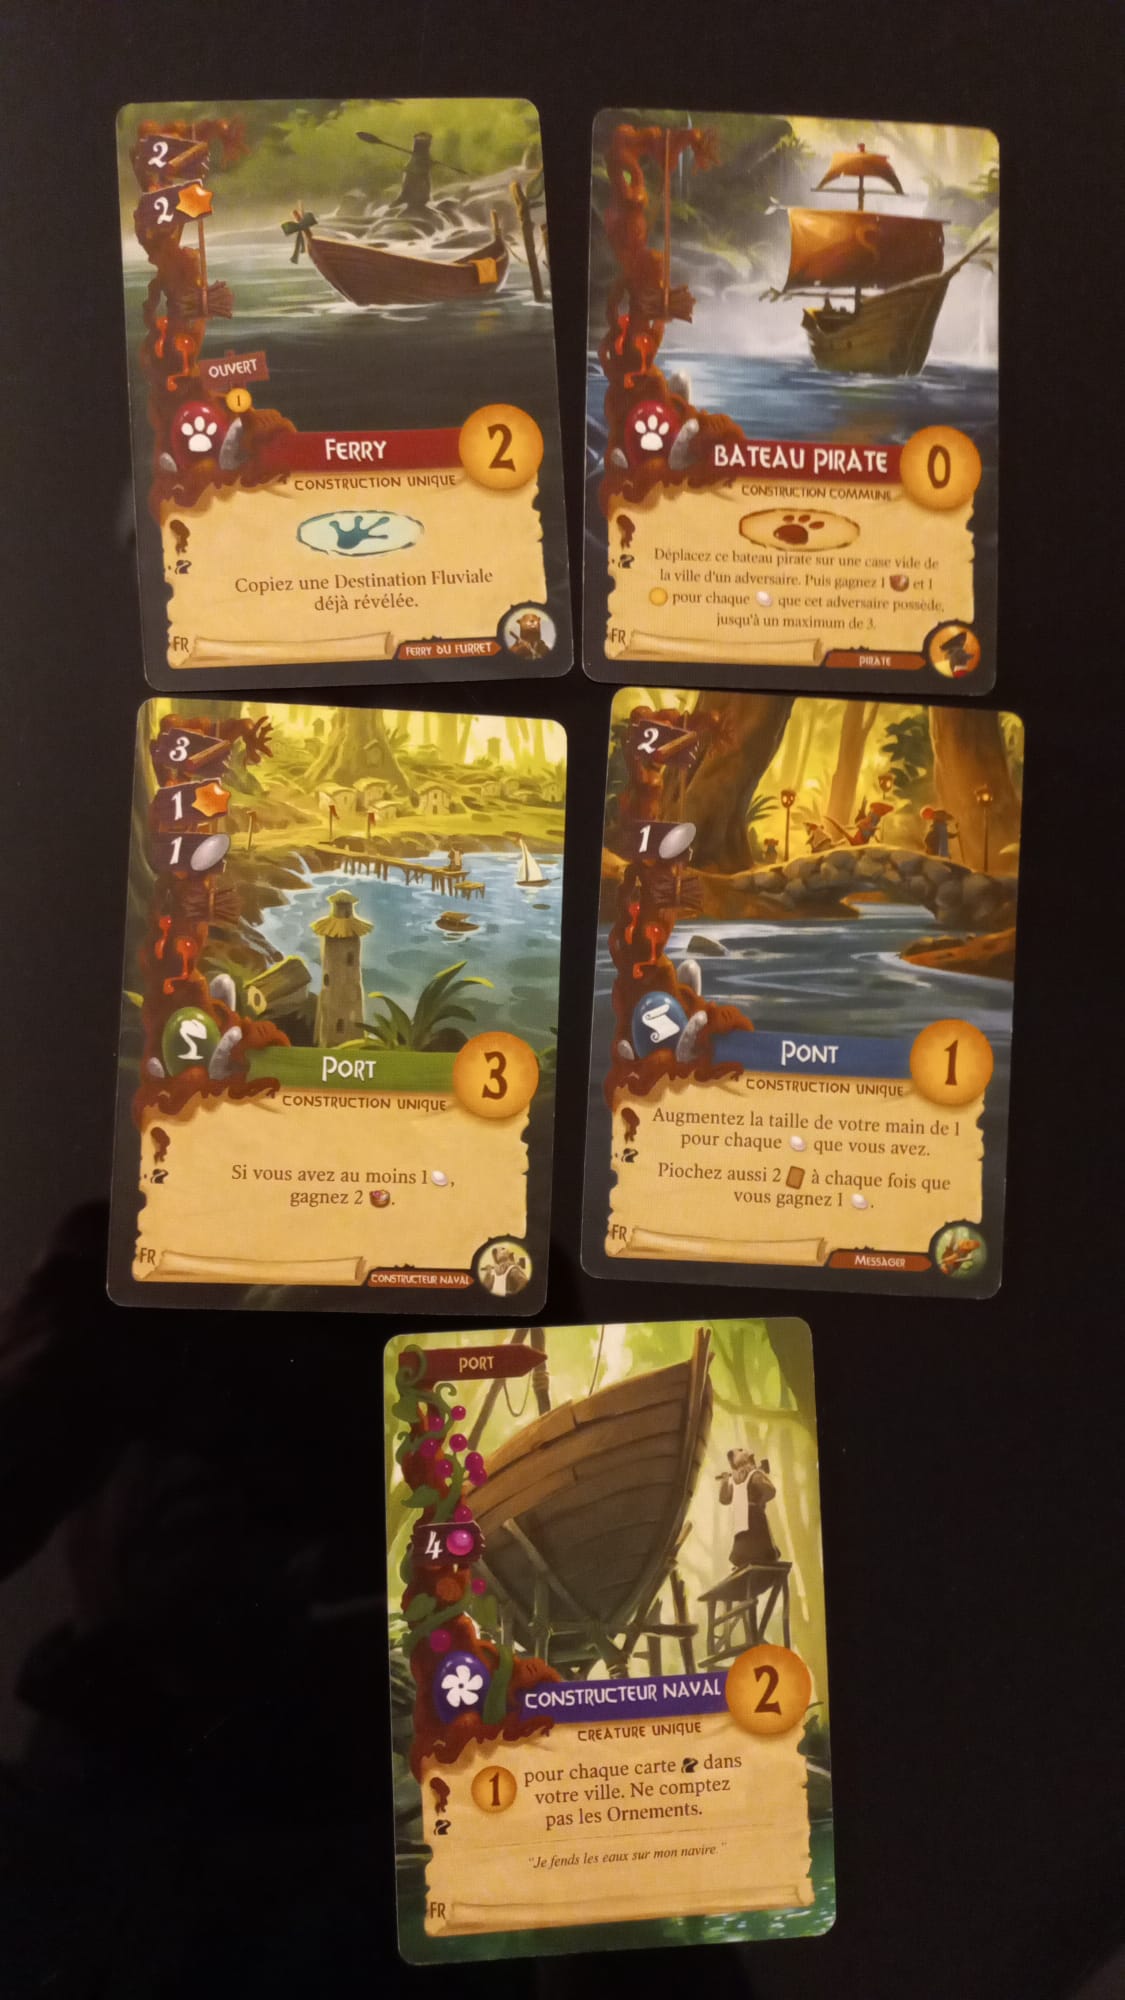 2
2
OUVERT
1
FERRY
2
CONSTRUCTION UNIQUE
Copiez une Destination Fluviale
déjà révélée.
FR
FERRY DU FURRET
BATEAU PIRATE
0
CONSTRUCTION COMMUNE
Déplacez ce bateau pirate sur une case vide de
la ville d'un adversaire. Puis gagnez 1 et 1
pour chaque que cet adversaire possède,
jusqu'à un maximum de 3.
FR
PIRATE
3
1
1
PORT
3
CONSTRUCTION UNIQUE
Si vous avez au moins 1 ,
gagnez 2 .
FR
CONSTRUCTEUR NAVAL
2
1
PONT
1
CONSTRUCTION UNIQUE
Augmentez la taille de votre main de 1
pour chaque que vous avez.
Piochez aussi 2 à chaque fois que
vous gagnez 1 .
FR
MESSAGER
PORT
4
CONSTRUCTEUR NAVAL
2
CREATURE UNIQUE
1 pour chaque carte dans
votre ville. Ne comptez
pas les Ornements.
"Je fends les eaux sur mon navire."
FR